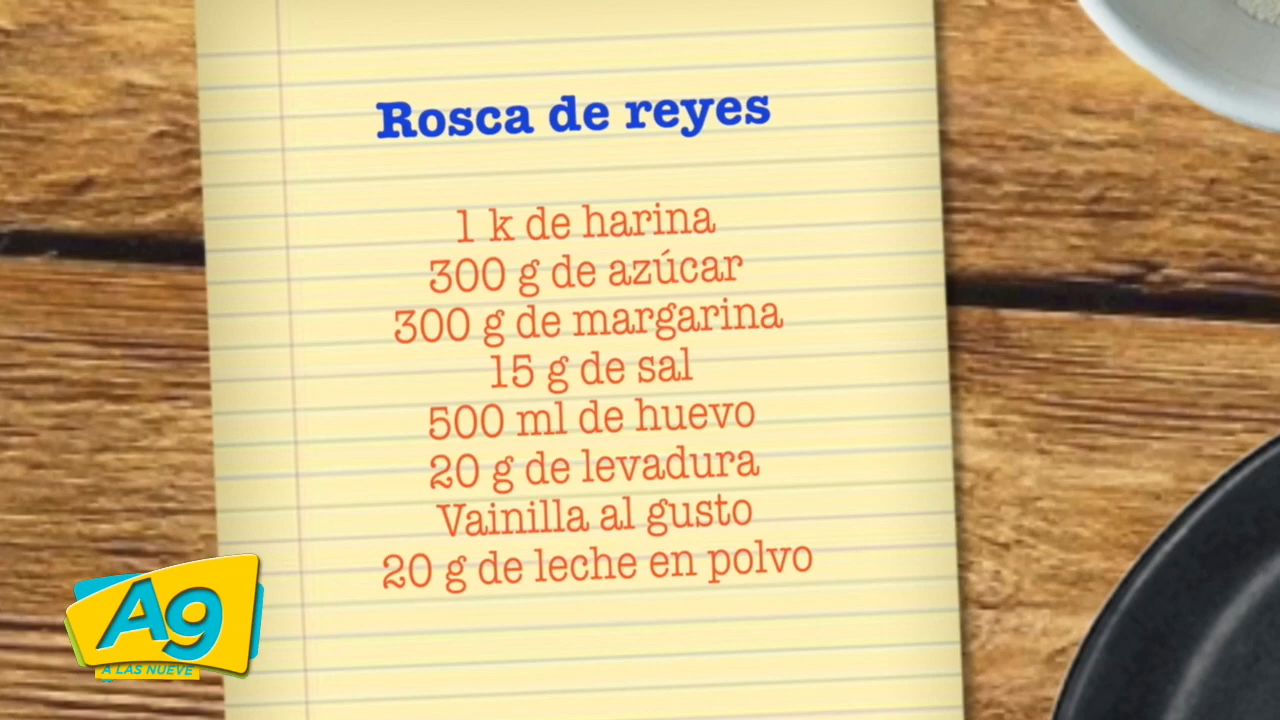 Rosca de reyes
1 k de harina
300 g de azúcar
300 g de margarina
15 g de sal
500 ml de huevo
20 g de levadura
Vainilla al gusto
20 g de leche en polvo
A9
A LAS NUEVE